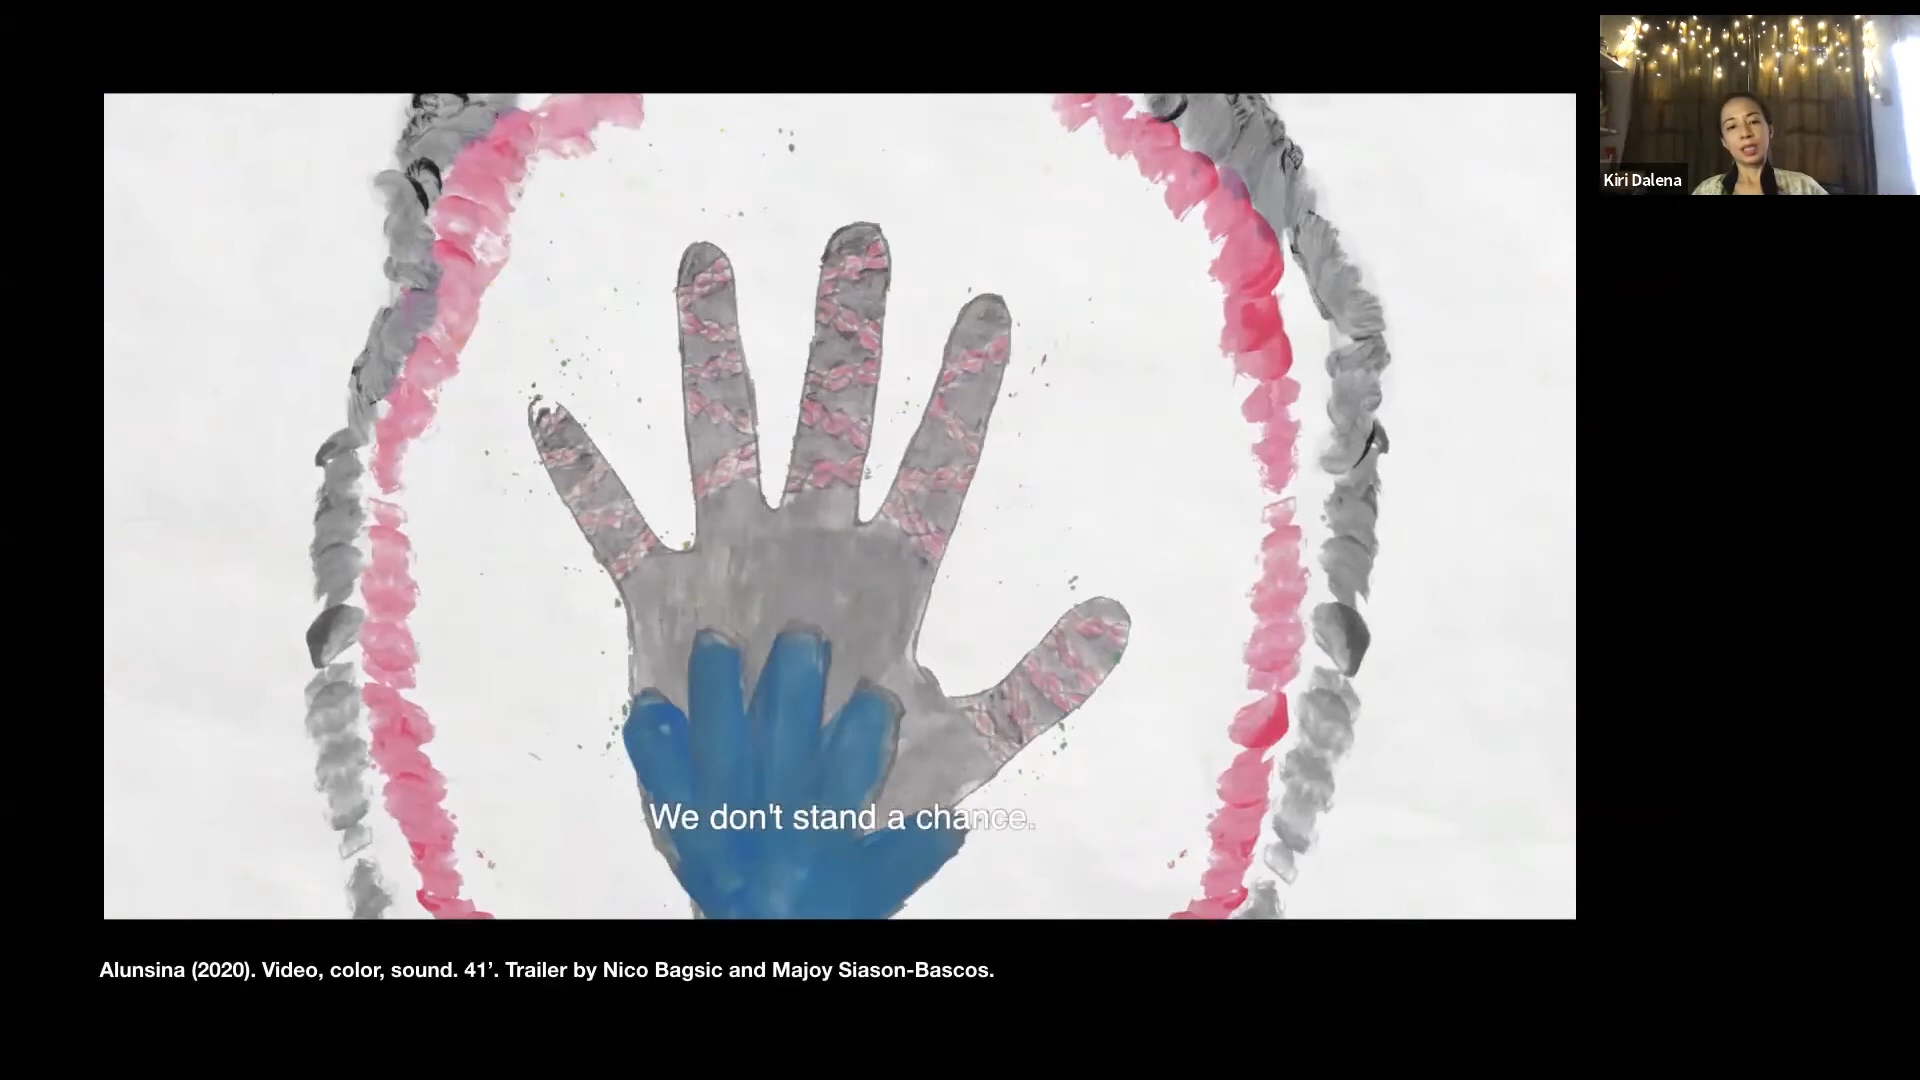 Kiri Dalena
We don't stand a chance.
Alunsina (2020). Video, color, sound. 41’. Trailer by Nico Bagsic and Majoy Siason-Bascos.